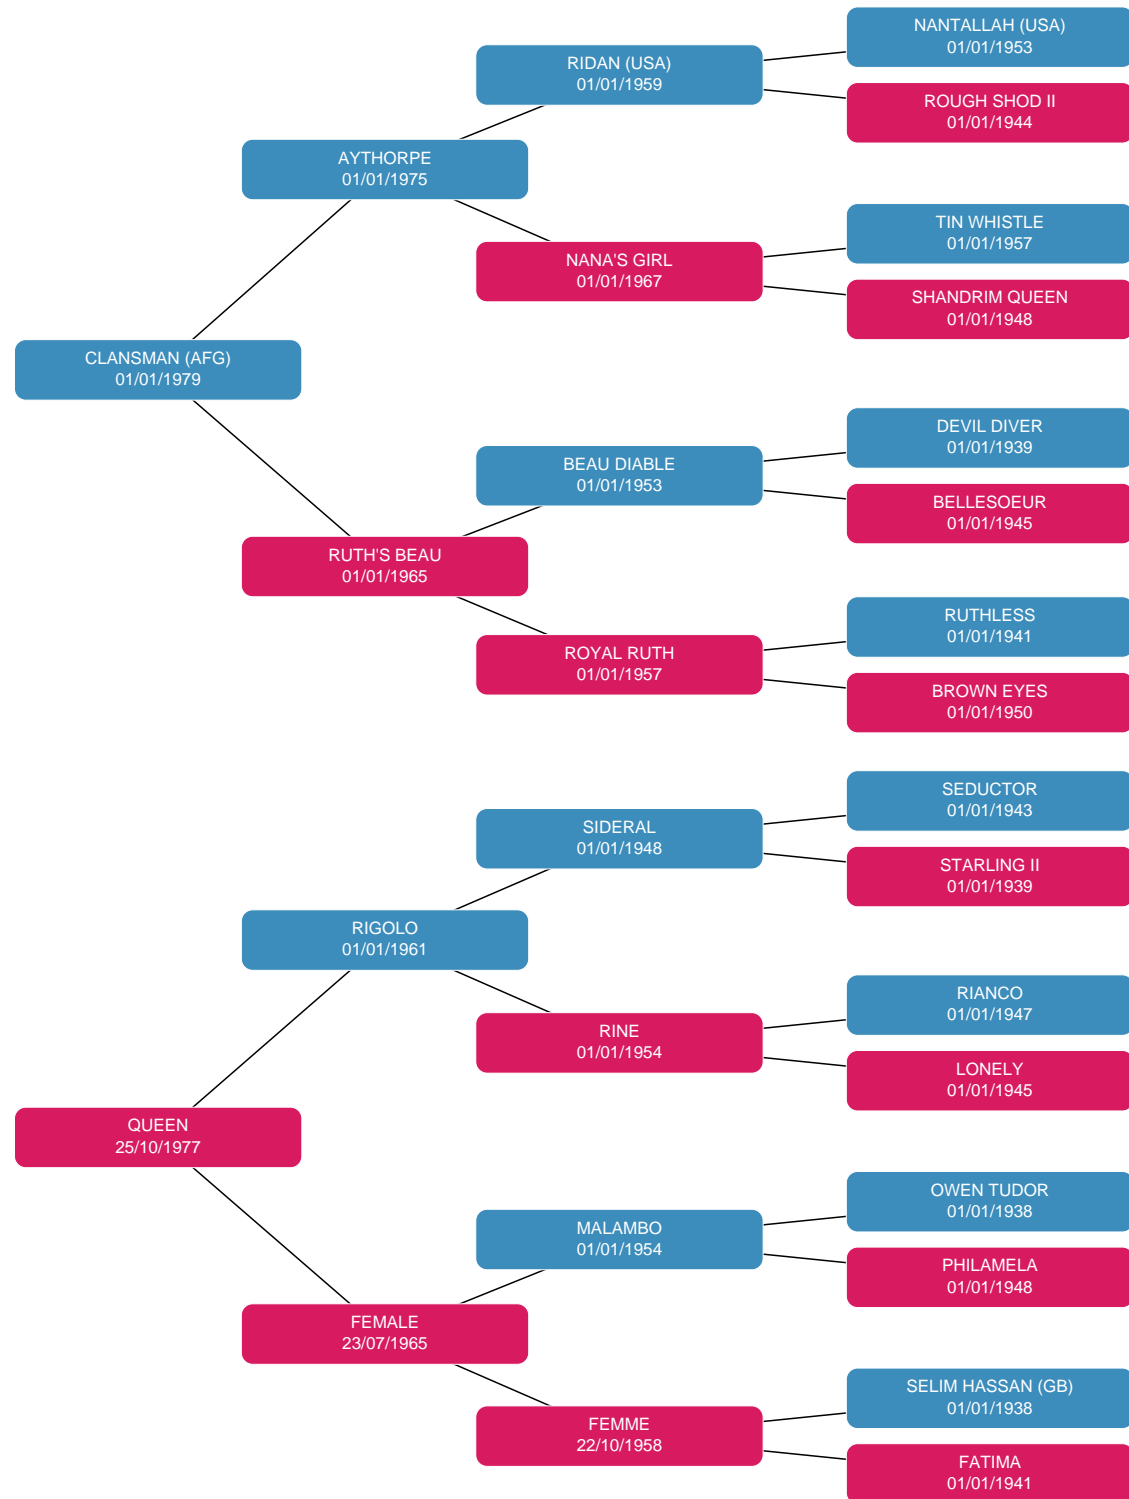 NANTALLAH (USA)
01/01/1953
RIDAN (USA)
01/01/1959
ROUGH SHOD II
01/01/1944
AYTHORPE
01/01/1975
TIN WHISTLE
01/01/1957
NANA'S GIRL
01/01/1967
SHANDRIM QUEEN
01/01/1948
CLANSMAN (AFG)
01/01/1979
DEVIL DIVER
01/01/1939
BEAU DIABLE
01/01/1953
BELLESOEUR
01/01/1945
RUTH'S BEAU
01/01/1965
RUTHLESS
01/01/1941
ROYAL RUTH
01/01/1957
BROWN EYES
01/01/1950
SEDUCTOR
01/01/1943
SIDERAL
01/01/1948
STARLING II
01/01/1939
RIGOLO
01/01/1961
RIANCO
01/01/1947
RINE
01/01/1954
LONELY
01/01/1945
QUEEN
25/10/1977
OWEN TUDOR
01/01/1938
MALAMBO
01/01/1954
PHILAMELA
01/01/1948
FEMALE
23/07/1965
SELIM HASSAN (GB)
01/01/1938
FEMME
22/10/1958
FATIMA
01/01/1941